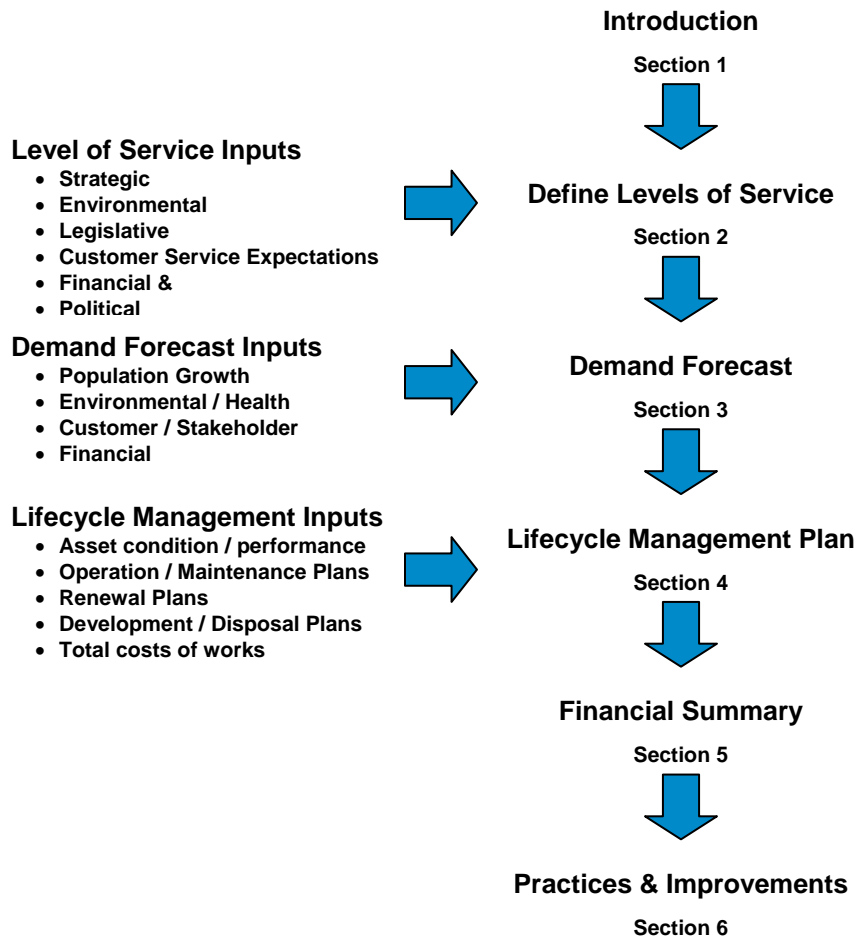 Introduction
Section 1
Level of Service Inputs
• Strategic
• Environmental
• Legislative
• Customer Service Expectations
• Financial &
• Political
Define Levels of Service
Section 2
Demand Forecast Inputs
• Population Growth
• Environmental / Health
• Customer / Stakeholder
• Financial
Demand Forecast
Section 3
Lifecycle Management Inputs
• Asset condition / performance
• Operation / Maintenance Plans
• Renewal Plans
• Development / Disposal Plans
• Total costs of works
Lifecycle Management Plan
Section 4
Financial Summary
Section 5
Practices & Improvements
Section 6